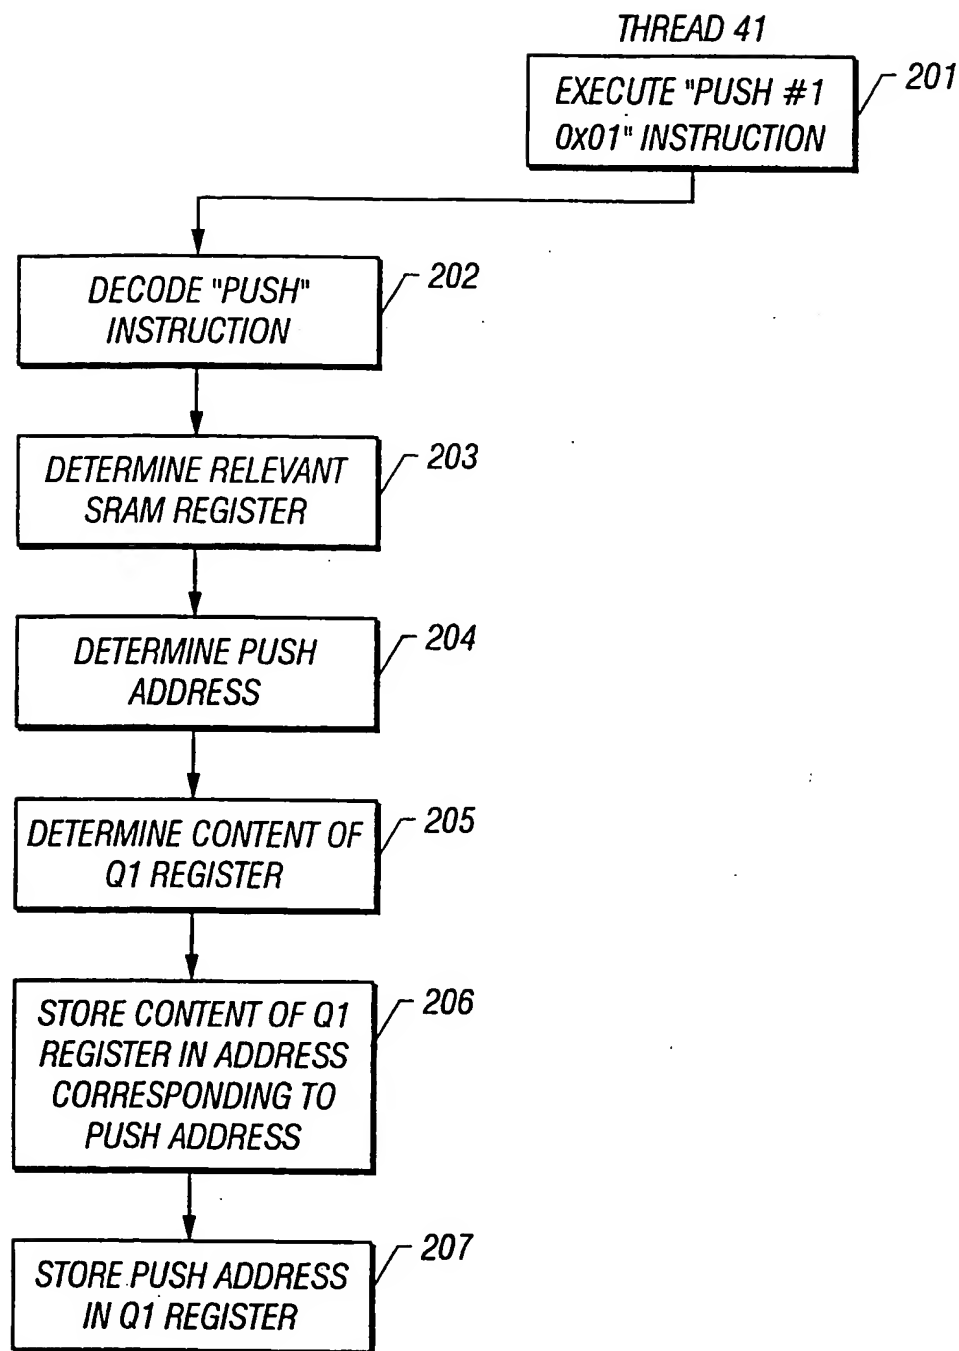 THREAD 41
EXECUTE "PUSH #1
0x01" INSTRUCTION
201
DECODE "PUSH"
INSTRUCTION
202
DETERMINE RELEVANT
SRAM REGISTER
203
DETERMINE PUSH
ADDRESS
204
DETERMINE CONTENT OF
Q1 REGISTER
205
STORE CONTENT OF Q1
REGISTER IN ADDRESS
CORRESPONDING TO
PUSH ADDRESS
206
STORE PUSH ADDRESS
IN Q1 REGISTER
207